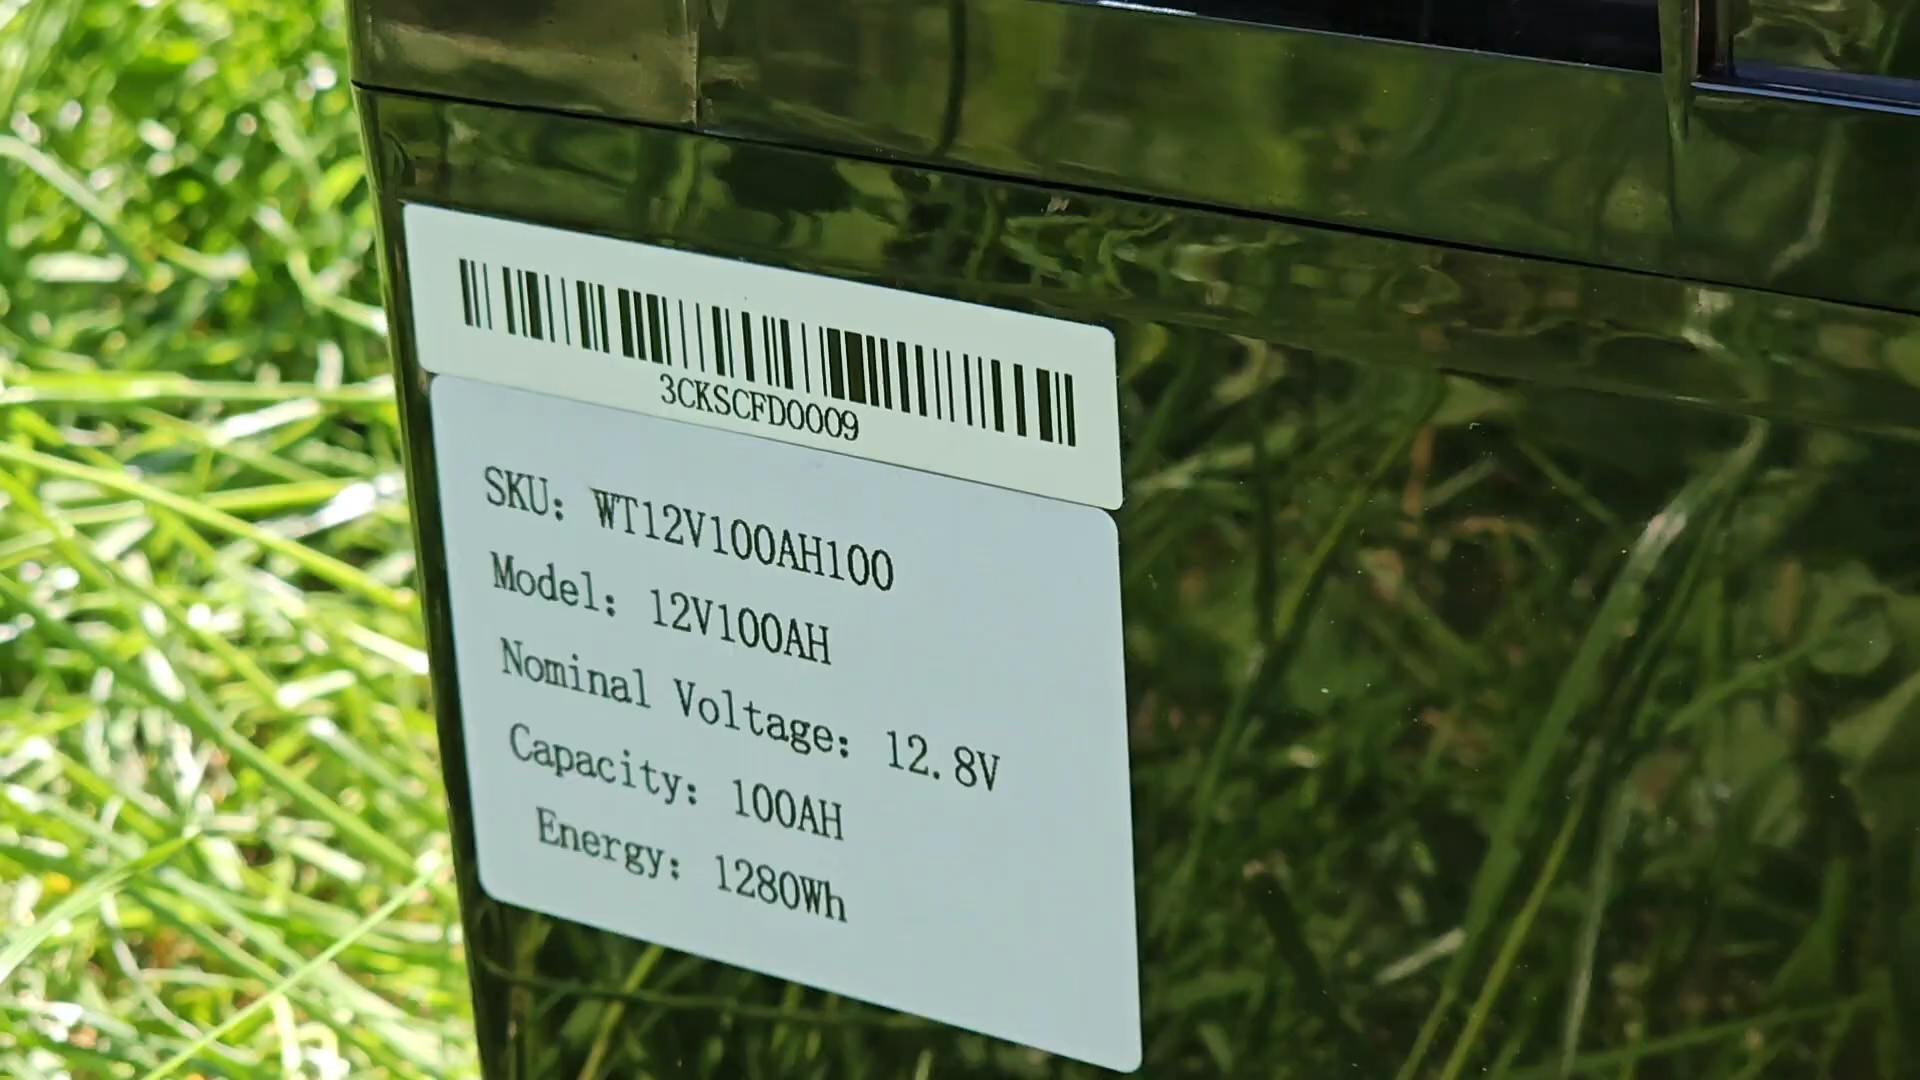 3CKSCFD0009
SKU: WT12V100AH100
Model: 12V100AH
Nominal Voltage: 12.8V
Capacity: 100AH
Energy: 1280Wh